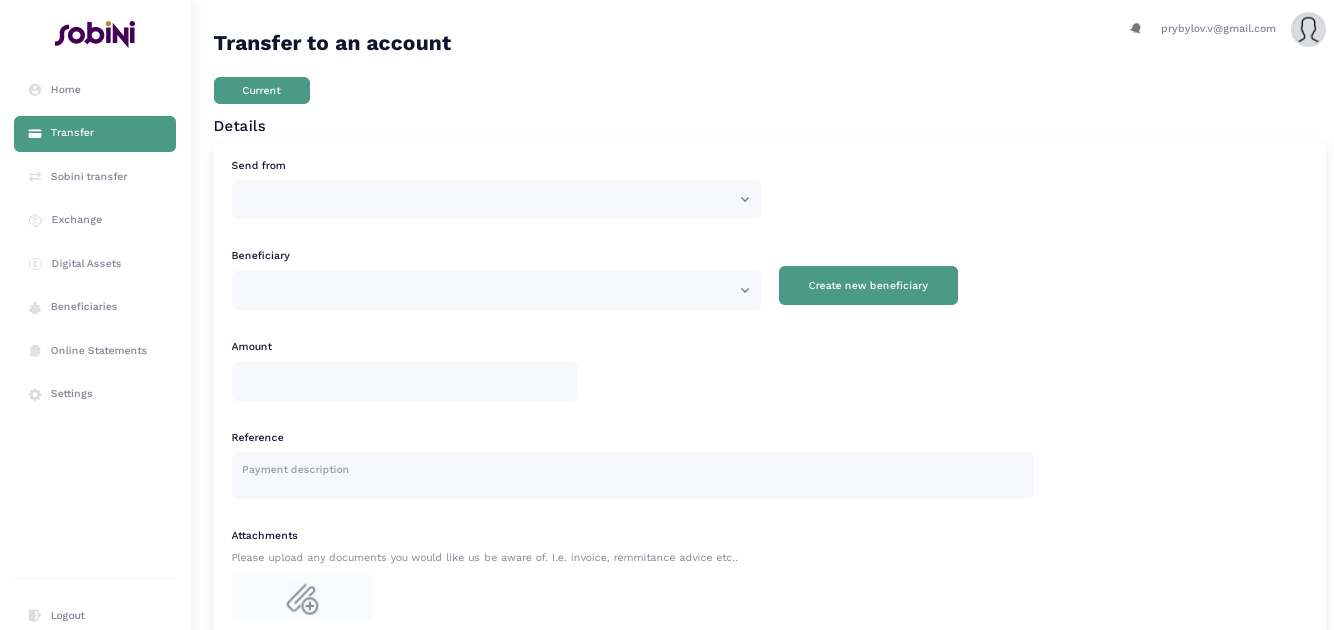 sobini
Home
Transfer
Sobini transfer
Exchange
Digital Assets
Beneficiaries
Online Statements
Settings
Logout
prybylov.v@gmail.com
Transfer to an account
Current
Details
Send from
Beneficiary
Create new beneficiary
Amount
Reference
Payment description
Attachments
Please upload any documents you would like us be aware of. I.e. invoice, remmitance advice etc..